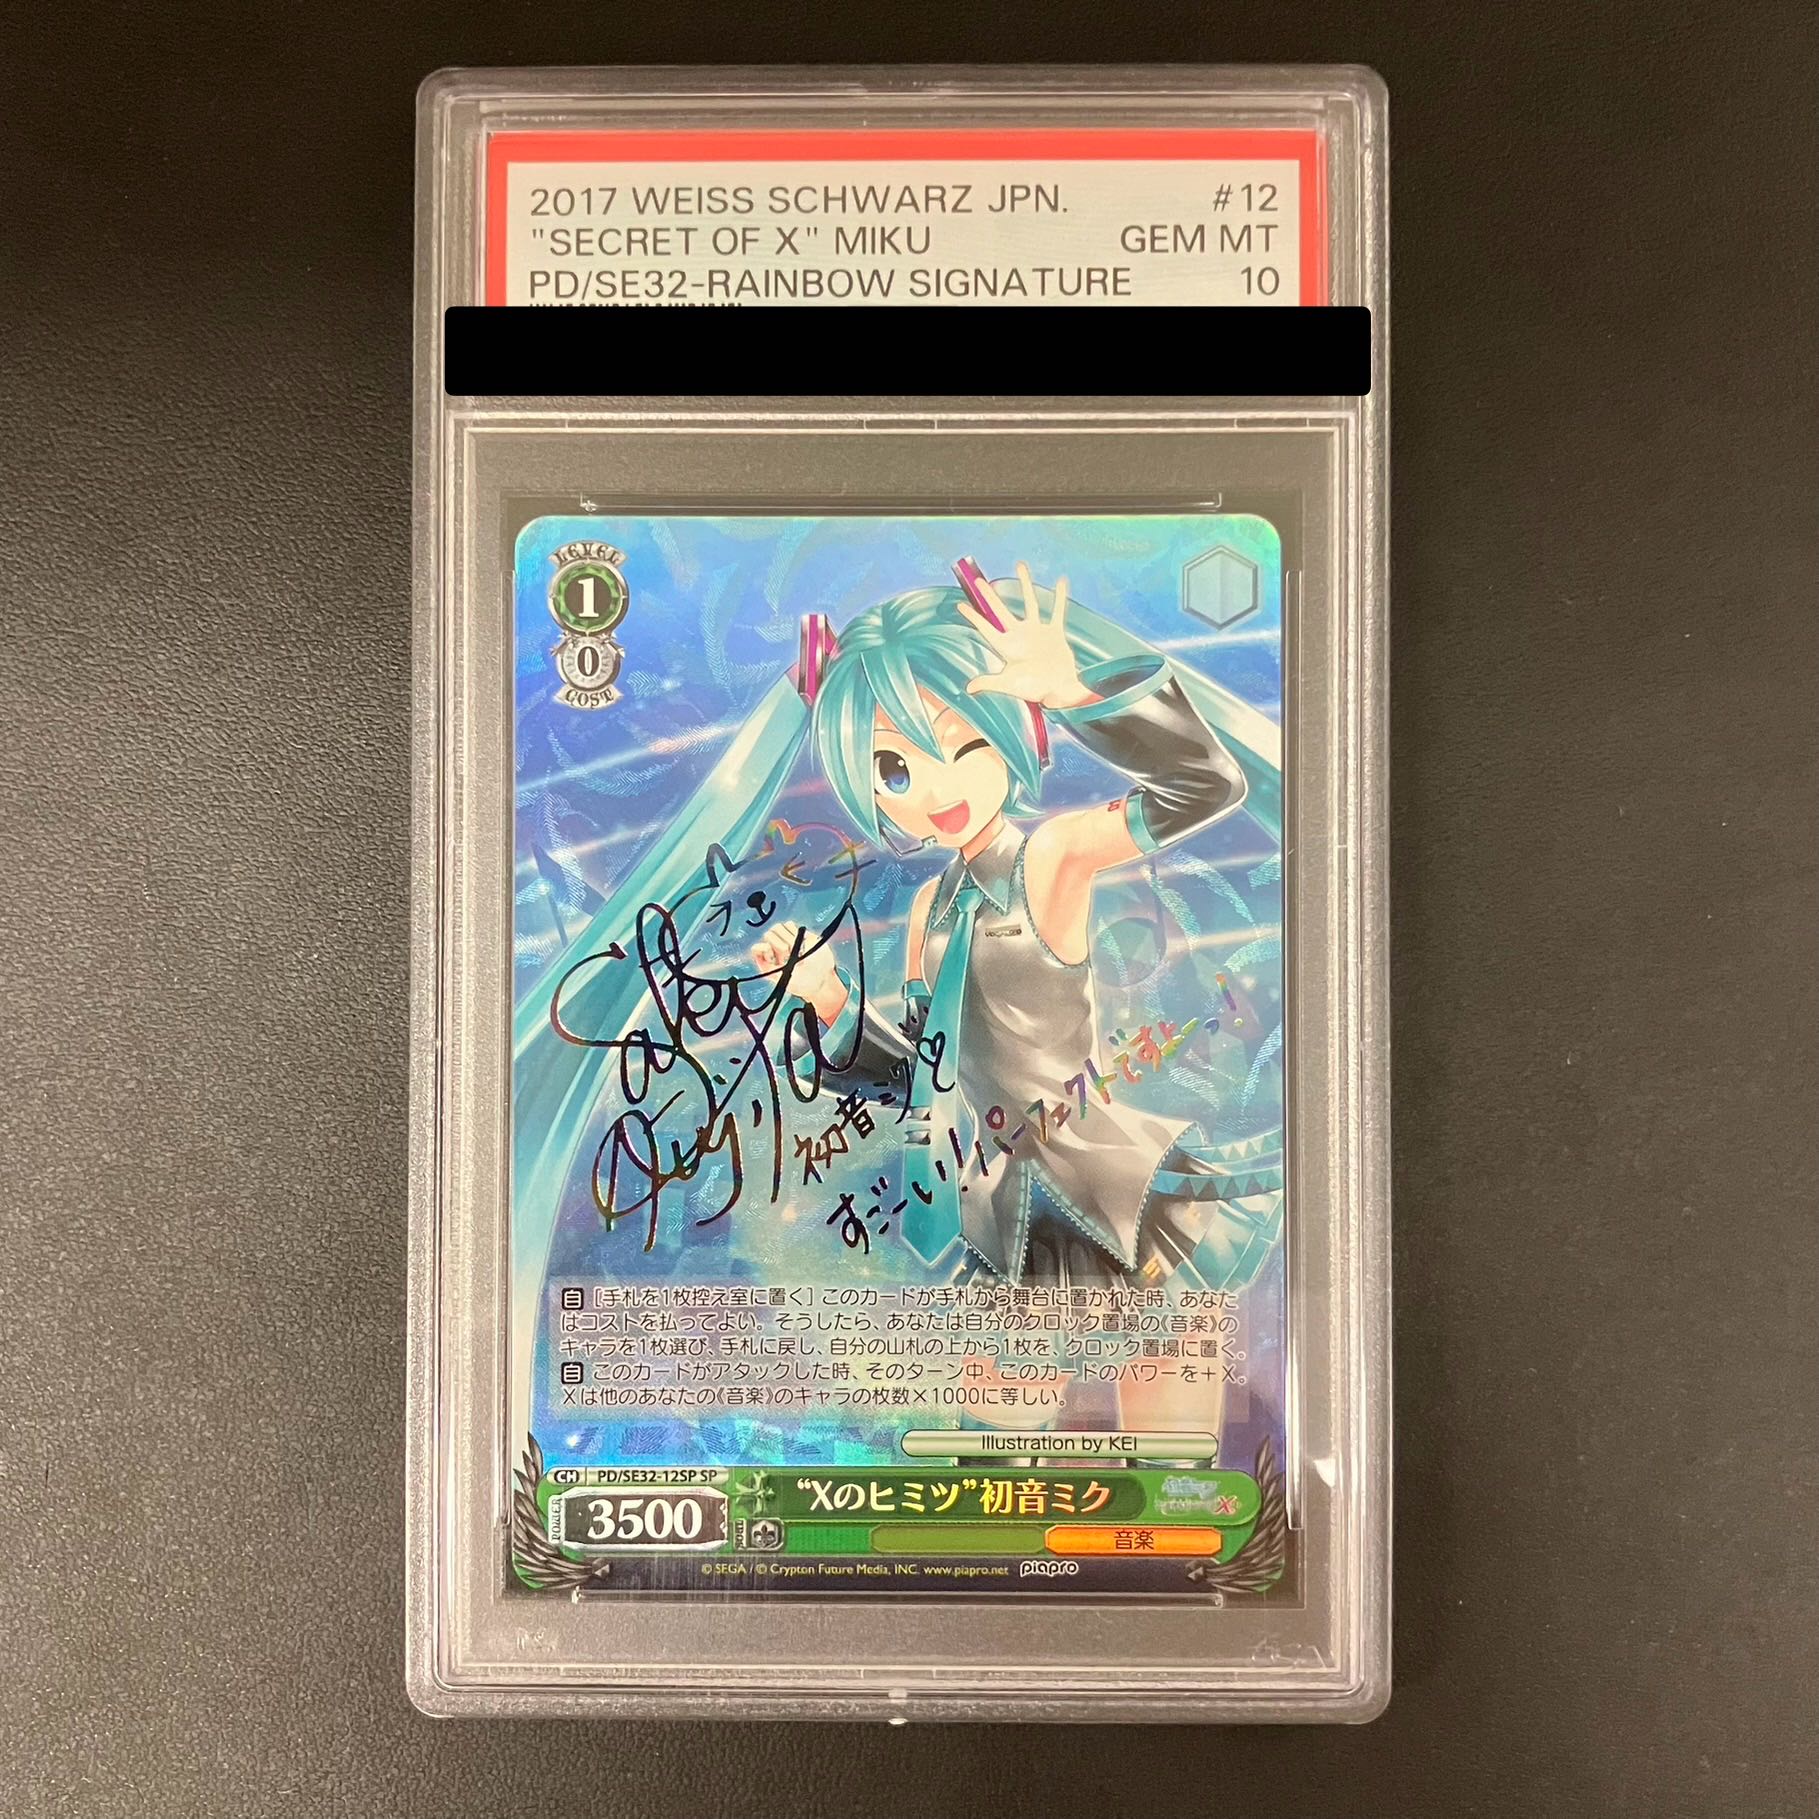 2017 WEISS SCHWARZ JPN. #12
"SECRET OF X" MIKU GEM MT
PD/SE32-RAINBOW SIGNATURE 10
LEVEL
1
0
COST
初音ミク♡
すごーい!!パーフェクトですよーっ!
自 [手札を1枚控え室に置く] このカードが手札から舞台に置かれた時、あなた
はコストを払ってよい。そうしたら、あなたは自分のクロック置場の《音楽》の
キャラを1枚選び、手札に戻し、自分の山札の上から1枚を、クロック置場に置く。
自 このカードがアタックした時、そのターン中、このカードのパワーを＋X。
Xは他のあなたの《音楽》のキャラの枚数×1000に等しい。
Illustration by KEI
CH PD/SE32-12SP SP
POWER 3500
“Xのヒミツ”初音ミク
音楽
© SEGA / © Crypton Future Media, INC. www.piapro.net piapro